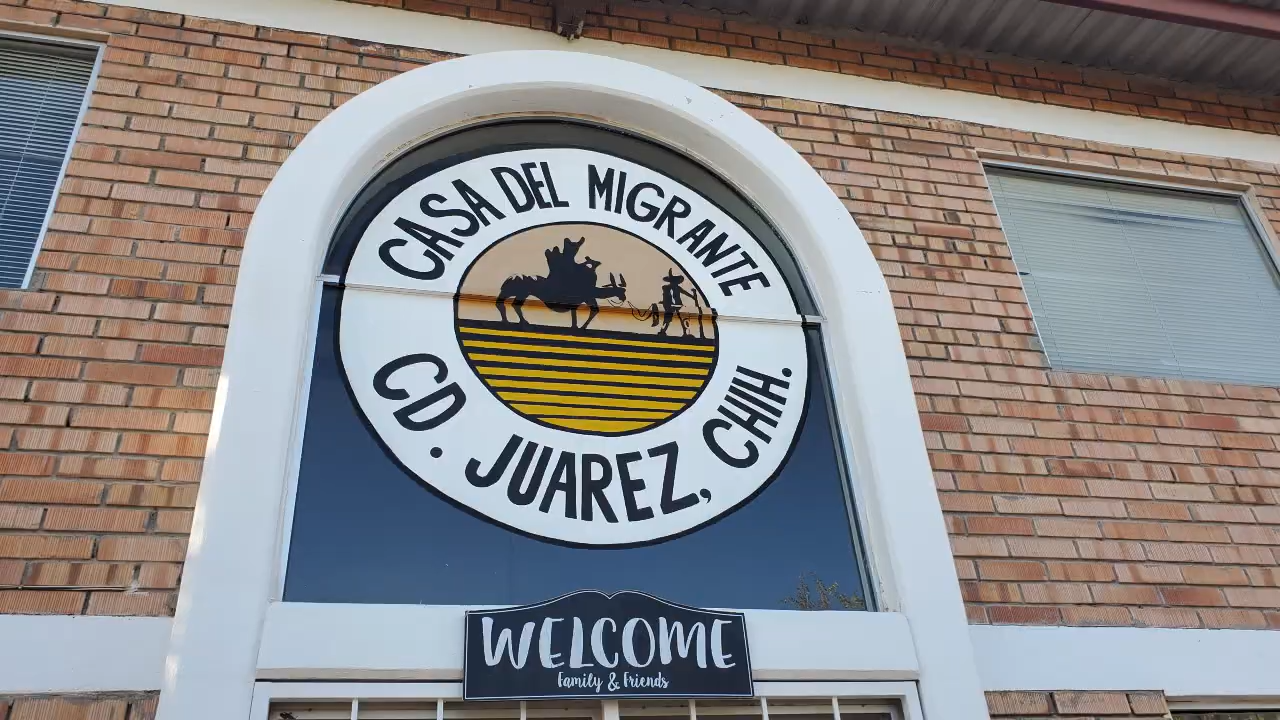 CASA DEL MIGRANTE
CD. JUAREZ, CHIH.
WELCOME
Family & Friends